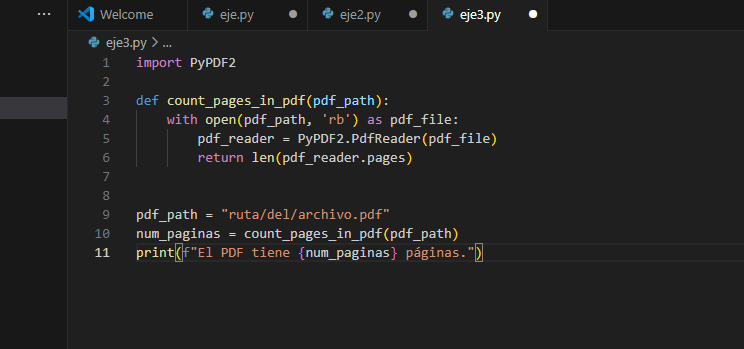 ··· Welcome eje.py eje2.py eje3.py
eje3.py > ...
1 import PyPDF2
2
3 def count_pages_in_pdf(pdf_path):
4     with open(pdf_path, 'rb') as pdf_file:
5         pdf_reader = PyPDF2.PdfReader(pdf_file)
6         return len(pdf_reader.pages)
7
8
9 pdf_path = "ruta/del/archivo.pdf"
10 num_paginas = count_pages_in_pdf(pdf_path)
11 print(f"El PDF tiene {num_paginas} páginas.")